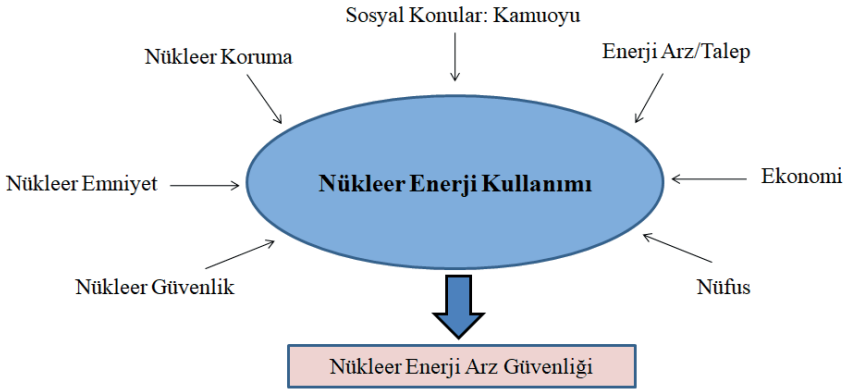 Sosyal Konular: Kamuoyu
Nükleer Koruma
Enerji Arz/Talep
Nükleer Emniyet
Nükleer Enerji Kullanımı
Ekonomi
Nükleer Güvenlik
Nüfus
Nükleer Enerji Arz Güvenliği